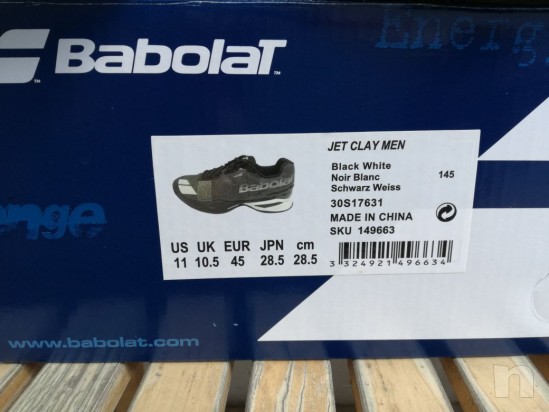 BabolaT
Energ
onge
JET CLAY MEN
Babolat
Black White
Noir Blanc
Schwarz Weiss
145
30S17631
MADE IN CHINA
SKU 149663
US UK EUR JPN cm
11 10.5 45 28.5 28.5
3 324921 496634
www.babolat.com
n